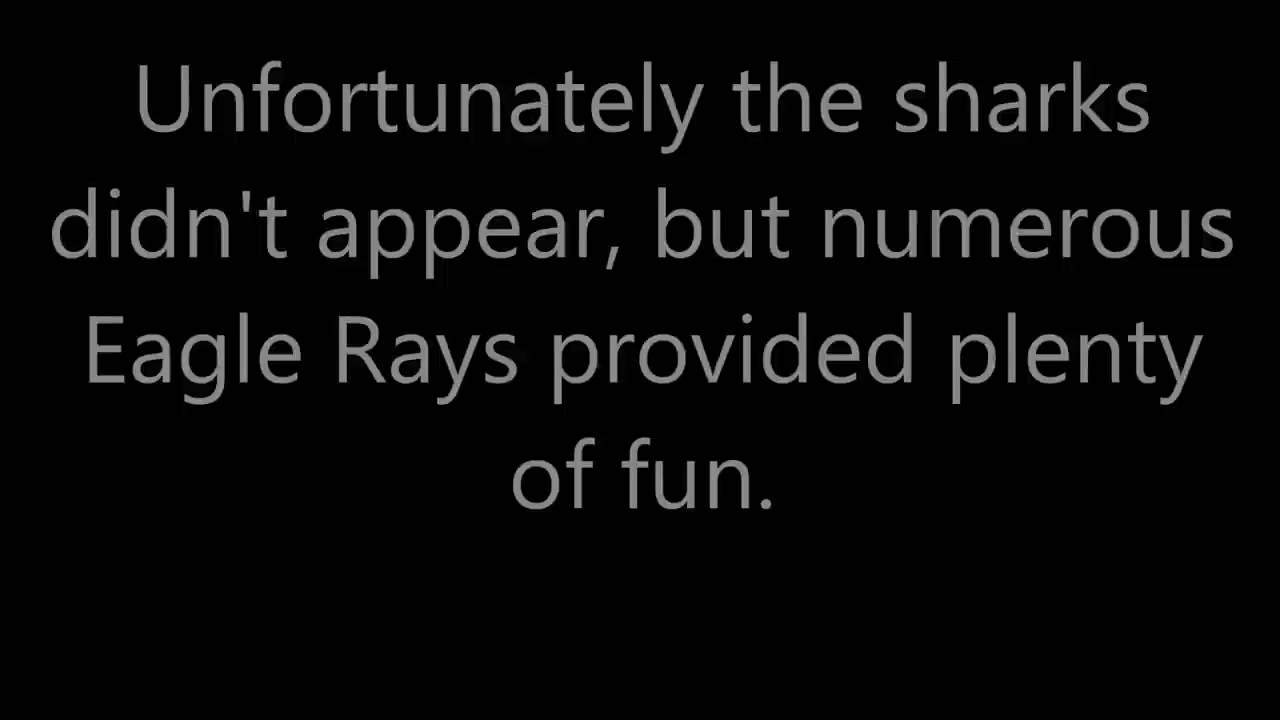 Unfortunately the sharks
didn't appear, but numerous
Eagle Rays provided plenty
of fun.